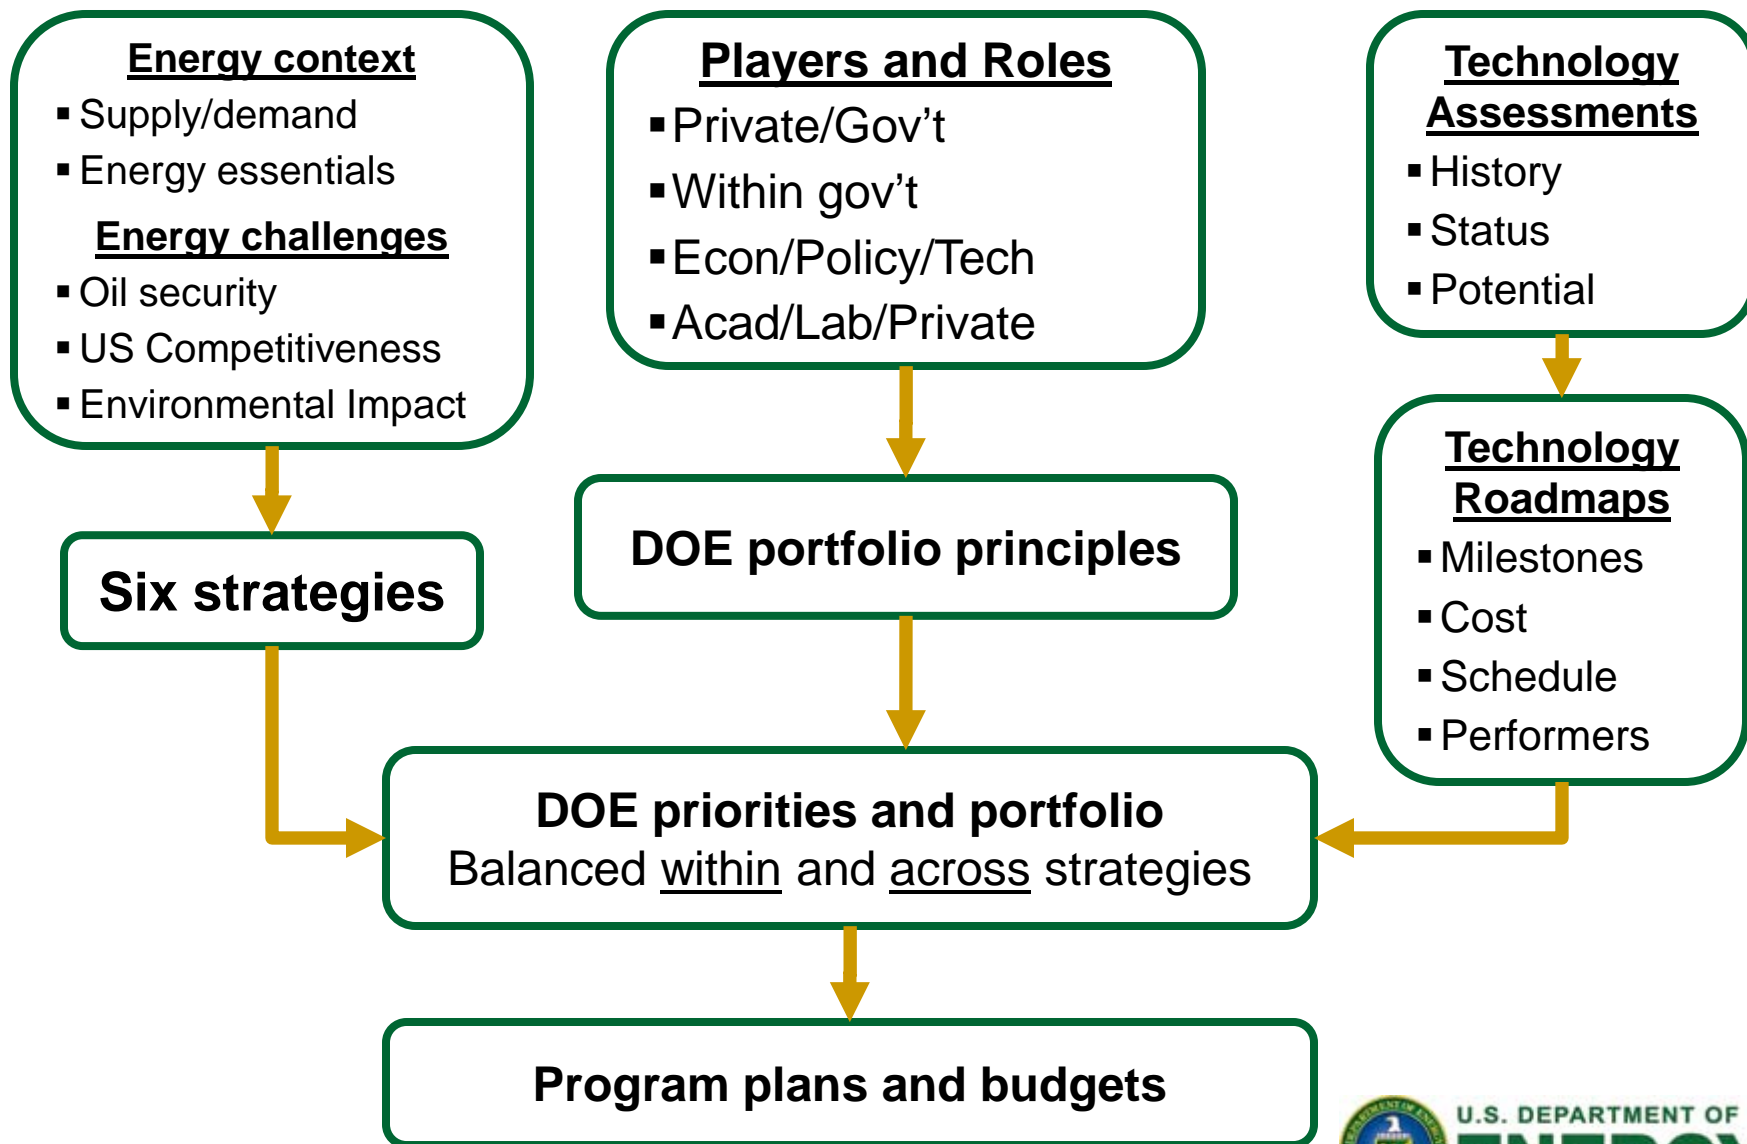 Energy context
▪ Supply/demand
▪ Energy essentials
Energy challenges
▪ Oil security
▪ US Competitiveness
▪ Environmental Impact
Six strategies
Players and Roles
▪ Private/Gov’t
▪ Within gov’t
▪ Econ/Policy/Tech
▪ Acad/Lab/Private
DOE portfolio principles
Technology
Assessments
▪ History
▪ Status
▪ Potential
Technology
Roadmaps
▪ Milestones
▪ Cost
▪ Schedule
▪ Performers
DOE priorities and portfolio
Balanced within and across strategies
Program plans and budgets
U.S. DEPARTMENT OF